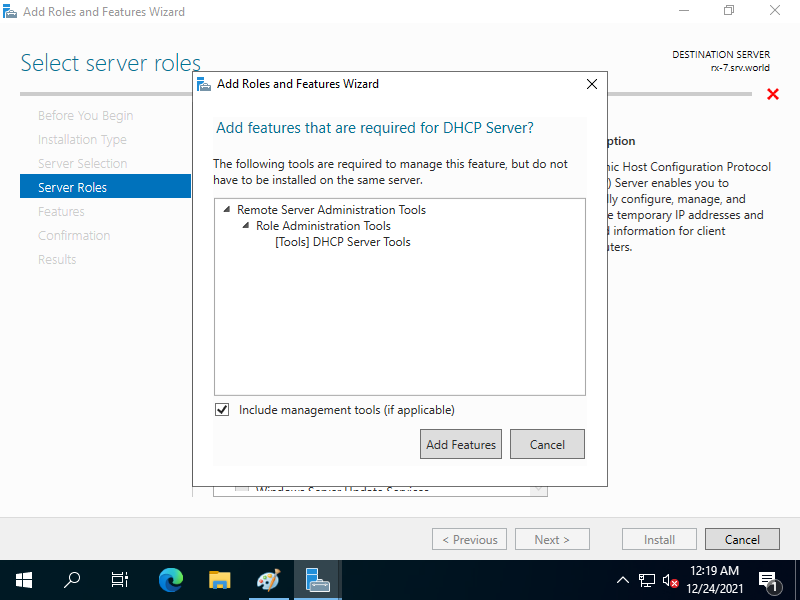 Add Roles and Features Wizard
Select server roles
DESTINATION SERVER
rx-7.srv.world
Before You Begin
Installation Type
Server Selection
Server Roles
Features
Confirmation
Results
Add Roles and Features Wizard
Add features that are required for DHCP Server?
The following tools are required to manage this feature, but do not
have to be installed on the same server.
Remote Server Administration Tools
Role Administration Tools
[Tools] DHCP Server Tools
Include management tools (if applicable)
Add Features
Cancel
Host Configuration Protocol
) Server enables you to
configure, manage, and
temporary IP addresses and
information for client
Windows Server Update Services
< Previous
Next >
Install
Cancel
12:19 AM
12/24/2021
1